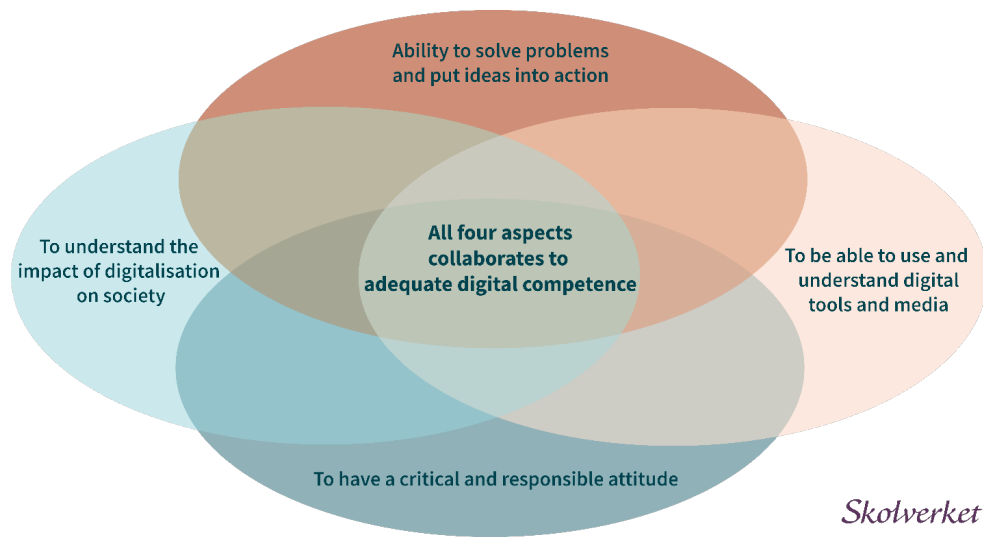 Ability to solve problems
and put ideas into action
All four aspects
collaborates to
adequate digital competence
To understand the
impact of digitalisation
on society
To be able to use and
understand digital
tools and media
To have a critical and responsible attitude
Skolverket